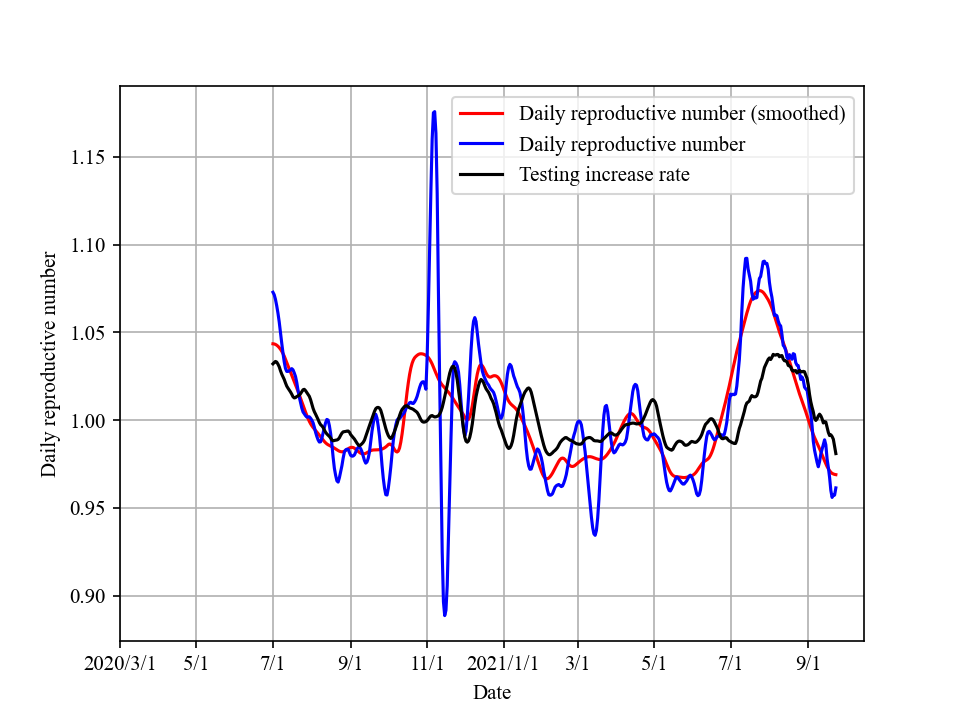 Daily reproductive number (smoothed)
Daily reproductive number
Testing increase rate
1.15
1.10
1.05
1.00
0.95
0.90
Daily reproductive number
2020/3/1 5/1 7/1 9/1 11/1 2021/1/1 3/1 5/1 7/1 9/1
Date